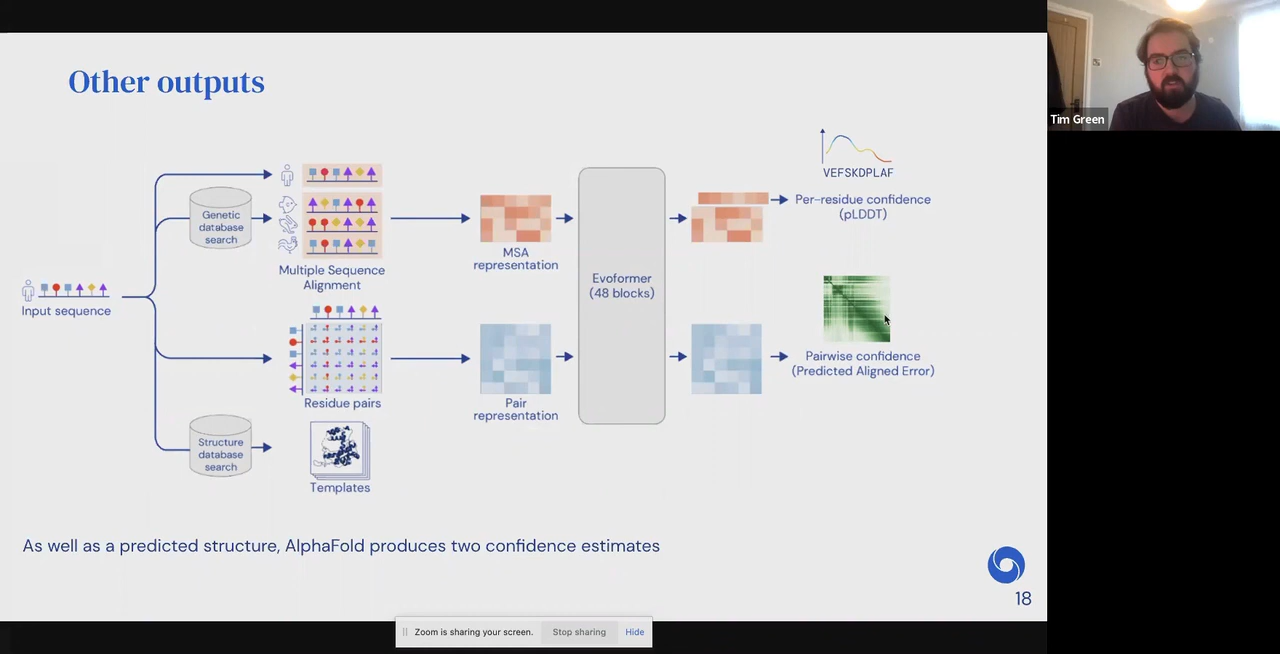 Other outputs
Tim Green
VEFSKDPLAF
Per-residue confidence
(pLDDT)
Genetic
database
search
Multiple Sequence
Alignment
MSA
representation
Evoformer
(48 blocks)
Input sequence
Pairwise confidence
(Predicted Aligned Error)
Residue pairs
Pair
representation
Structure
database
search
Templates
As well as a predicted structure, AlphaFold produces two confidence estimates
18
Zoom is sharing your screen.
Stop sharing
Hide